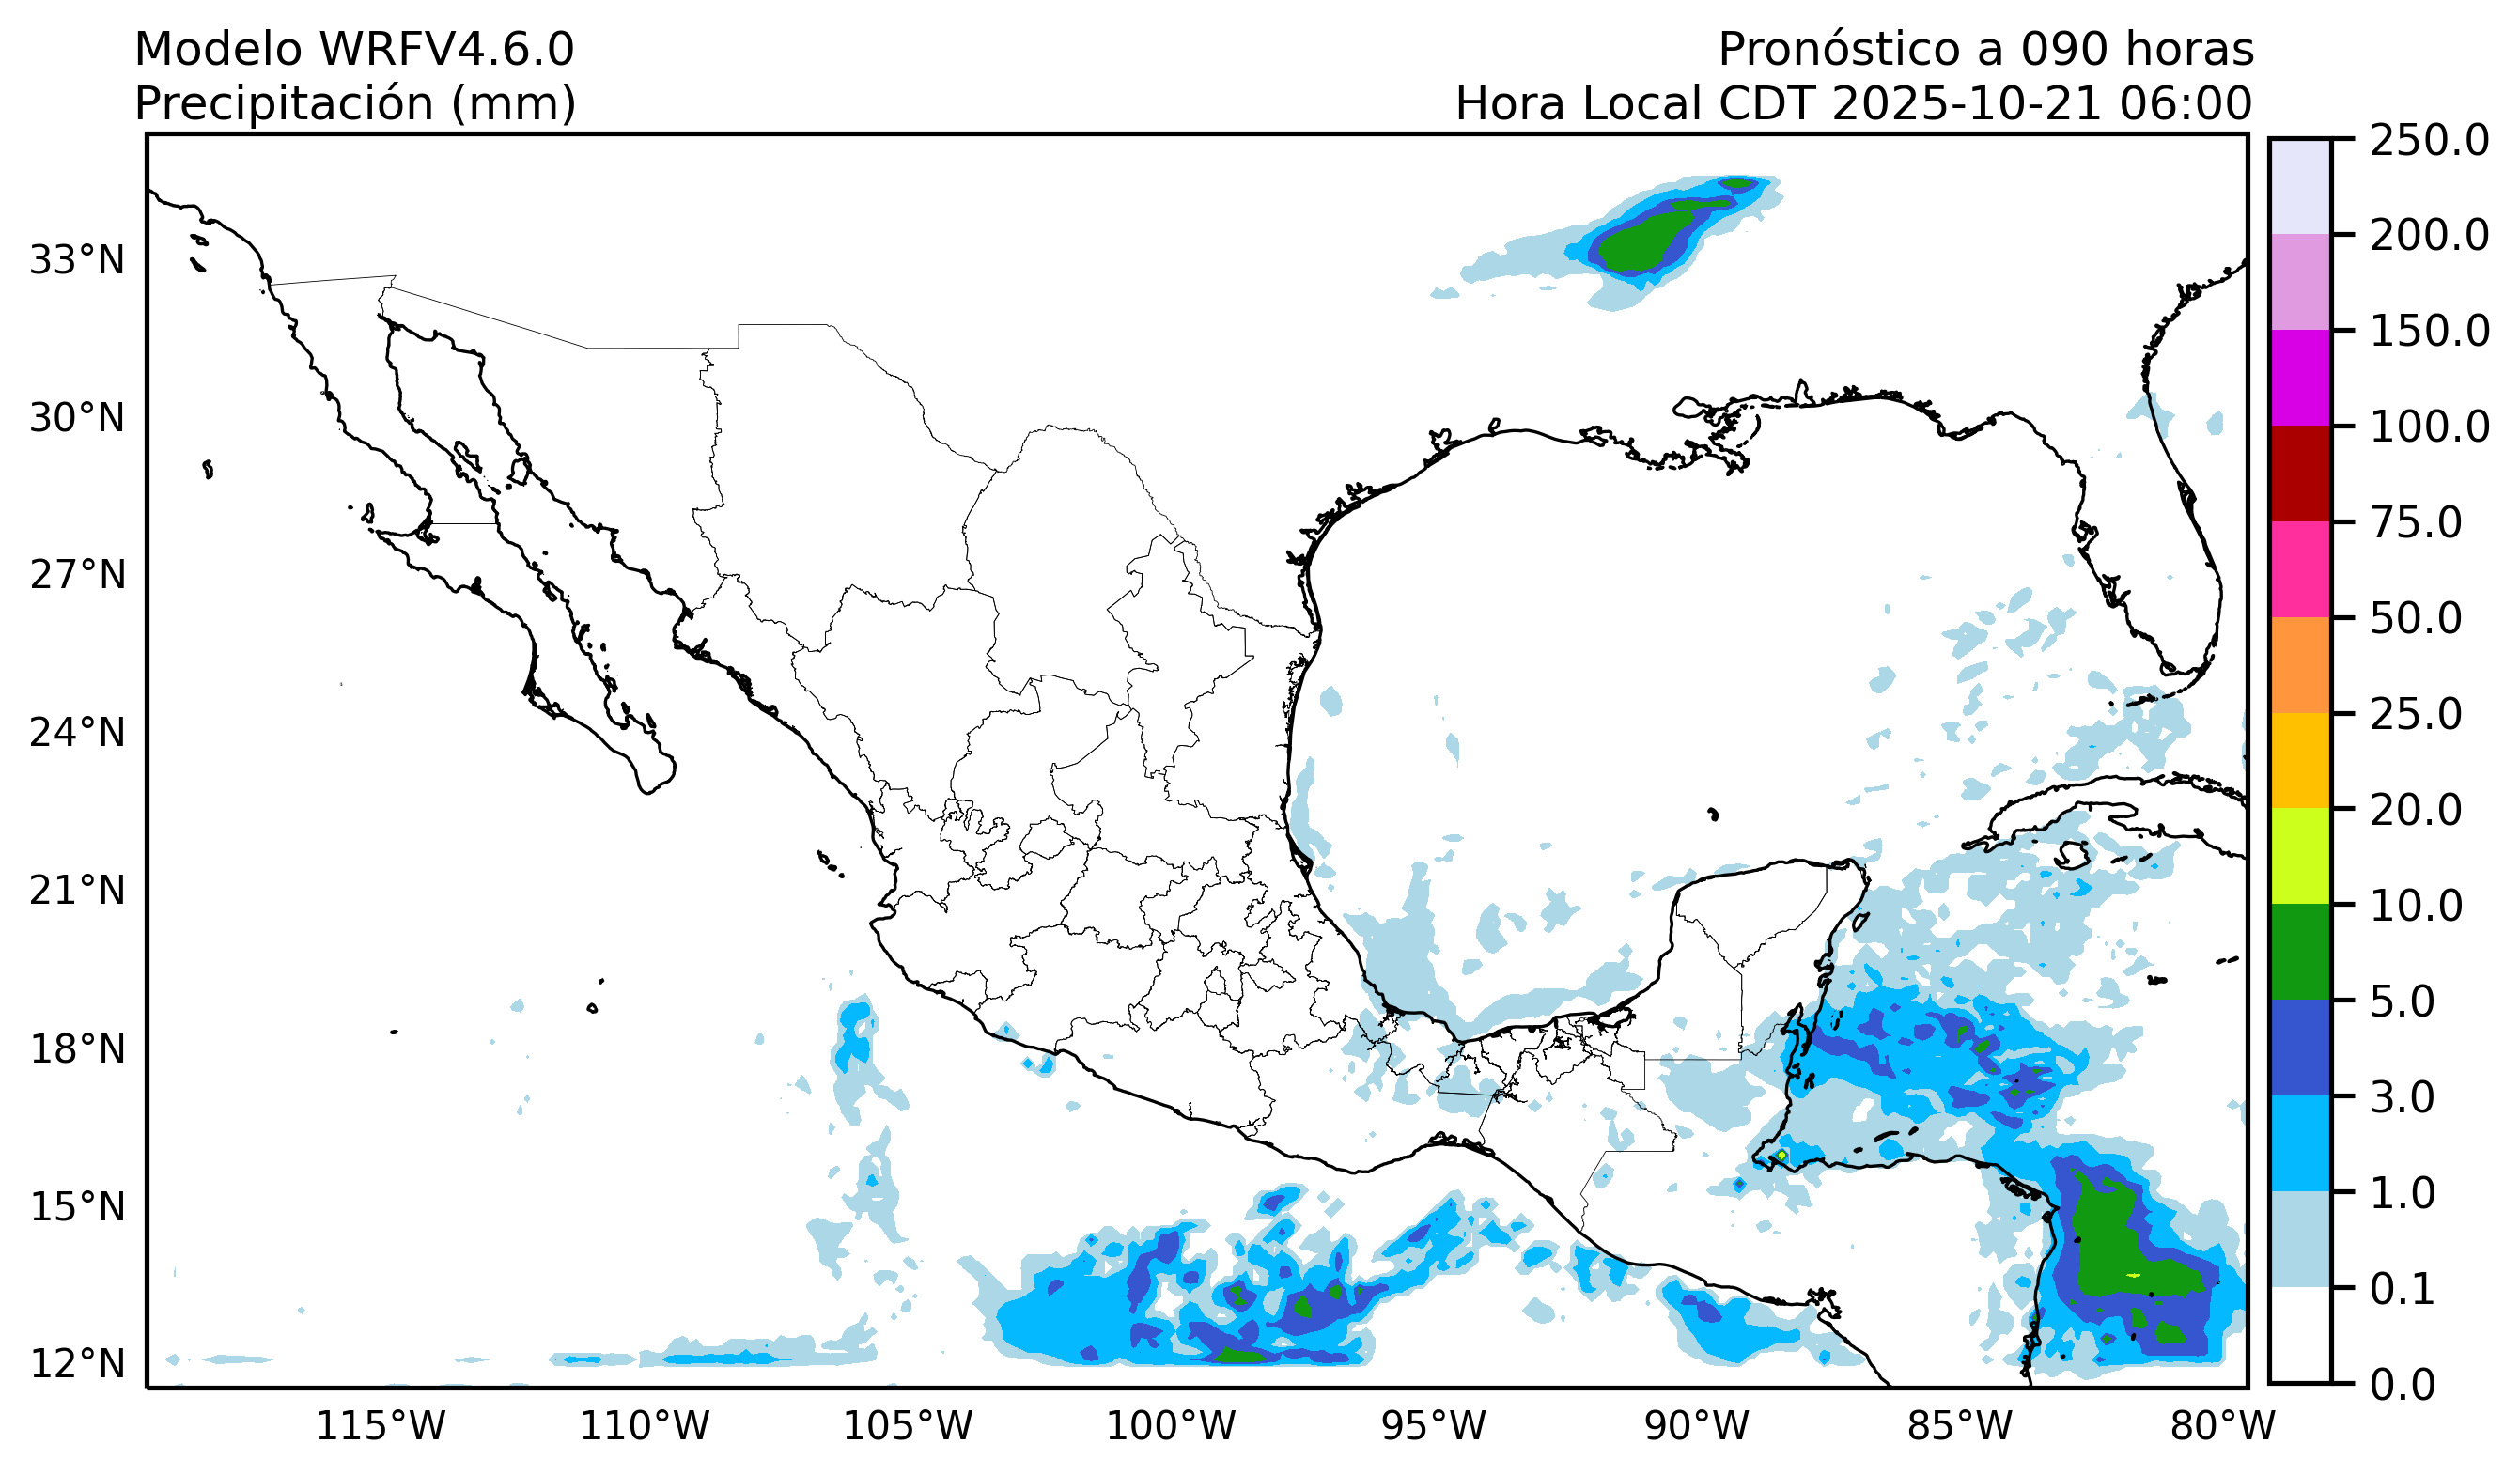 Modelo WRFV4.6.0
Precipitación (mm)
Pronóstico a 090 horas
Hora Local CDT 2025-10-21 06:00
33°N
30°N
27°N
24°N
21°N
18°N
15°N
12°N
115°W
110°W
105°W
100°W
95°W
90°W
85°W
80°W
250.0
200.0
150.0
100.0
75.0
50.0
25.0
20.0
10.0
5.0
3.0
1.0
0.1
0.0